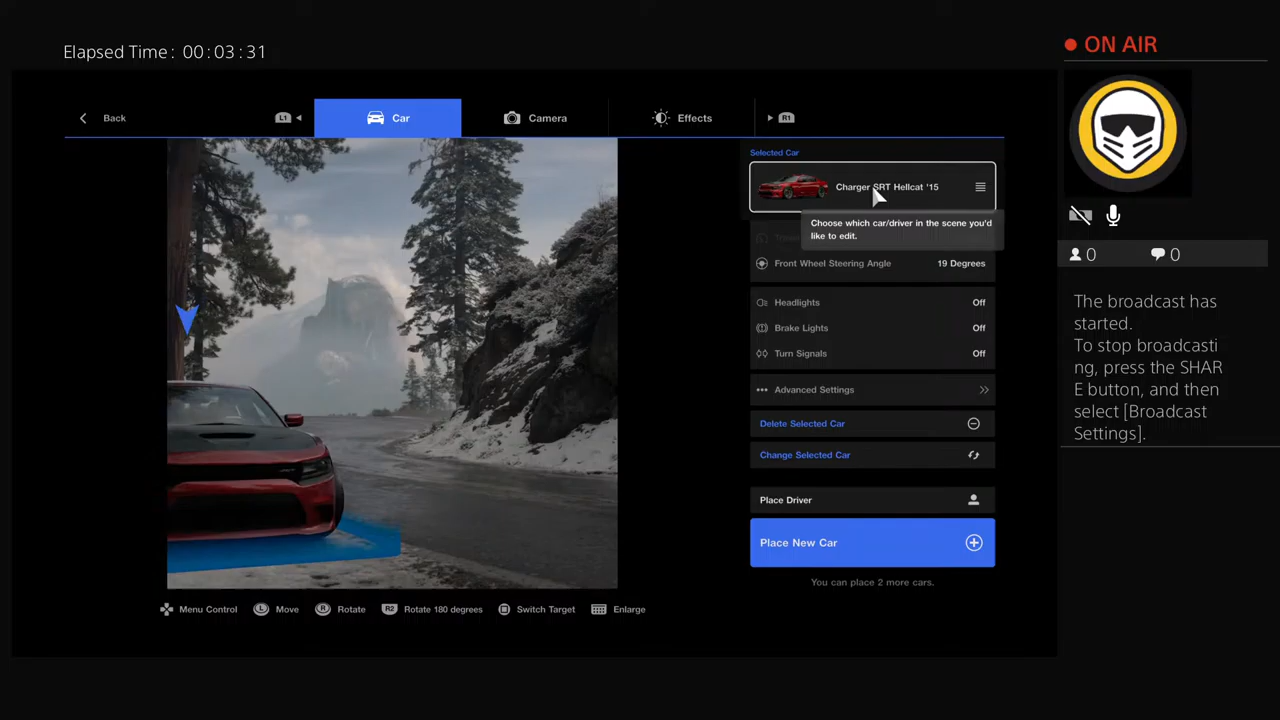 Elapsed Time: 00:03:31
ON AIR
Back
L1
Car
Camera
Effects
R1
Selected Car
Charger SRT Hellcat '15
Choose which car/driver in the scene you'd
like to edit.
Front Wheel Steering Angle 19 Degrees
Headlights Off
Brake Lights Off
Turn Signals Off
Advanced Settings
Delete Selected Car
Change Selected Car
Place Driver
Place New Car
You can place 2 more cars.
Menu Control
L Move
R Rotate
R2 Rotate 180 degrees
Switch Target
Enlarge
0 0
The broadcast has
started.
To stop broadcasti
ng, press the SHAR
E button, and then
select [Broadcast
Settings].